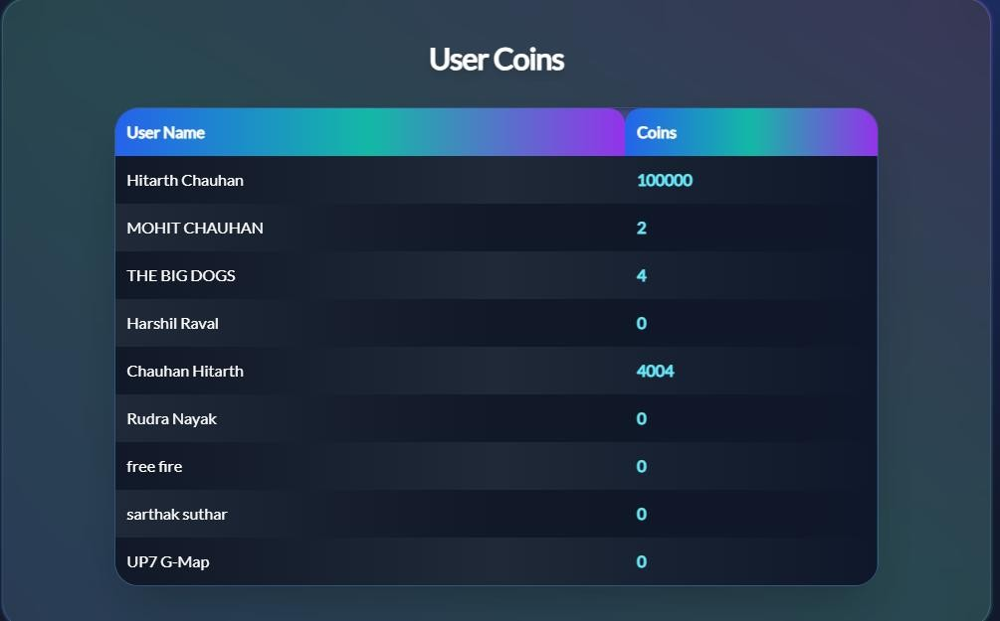 User Coins
User Name Coins
Hitarth Chauhan 100000
MOHIT CHAUHAN 2
THE BIG DOGS 4
Harshil Raval 0
Chauhan Hitarth 4004
Rudra Nayak 0
free fire 0
sarthak suthar 0
UP7 G-Map 0